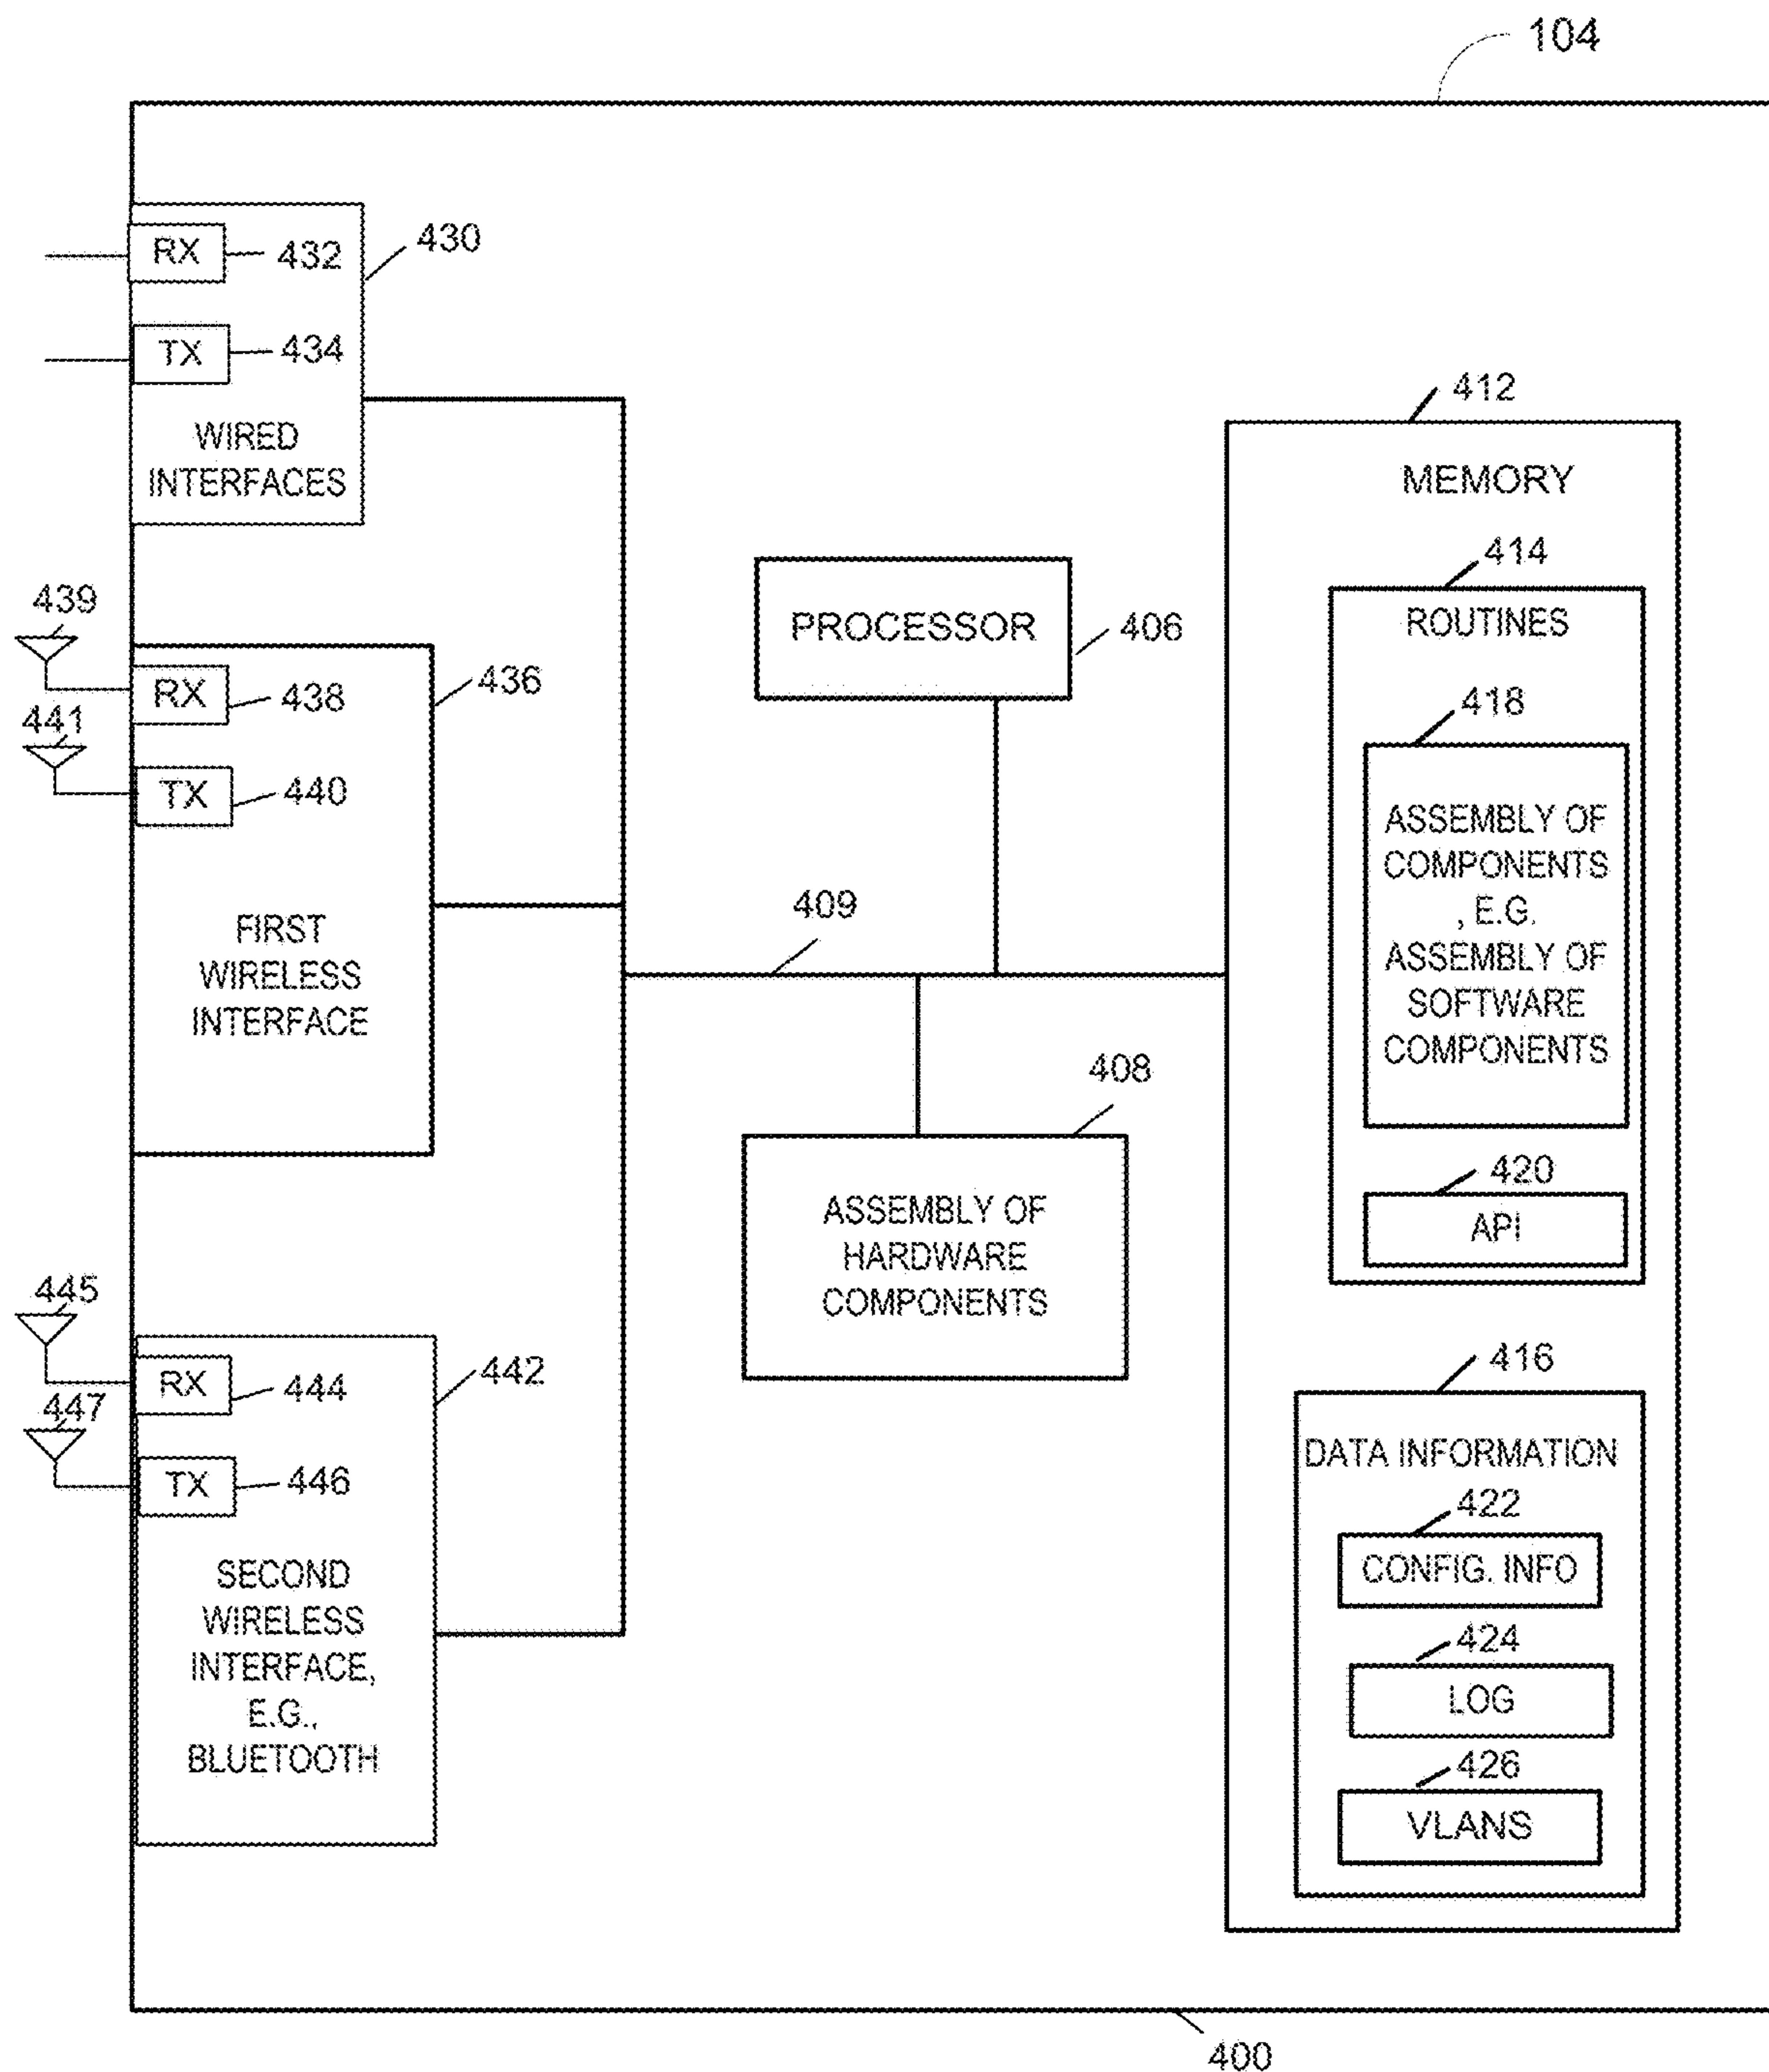 104
RX
432
430
TX
434
WIRED
INTERFACES
439
RX
438
436
441
TX
440
FIRST
WIRELESS
INTERFACE
445
RX
444
442
447
TX
446
SECOND
WIRELESS
INTERFACE,
E.G.,
BLUETOOTH
PROCESSOR
406
409
408
ASSEMBLY OF
HARDWARE
COMPONENTS
412
MEMORY
414
ROUTINES
418
ASSEMBLY OF
COMPONENTS
, E.G.
ASSEMBLY OF
SOFTWARE
COMPONENTS
420
API
416
DATA INFORMATION
422
CONFIG. INFO
424
LOG
426
VLANS
400